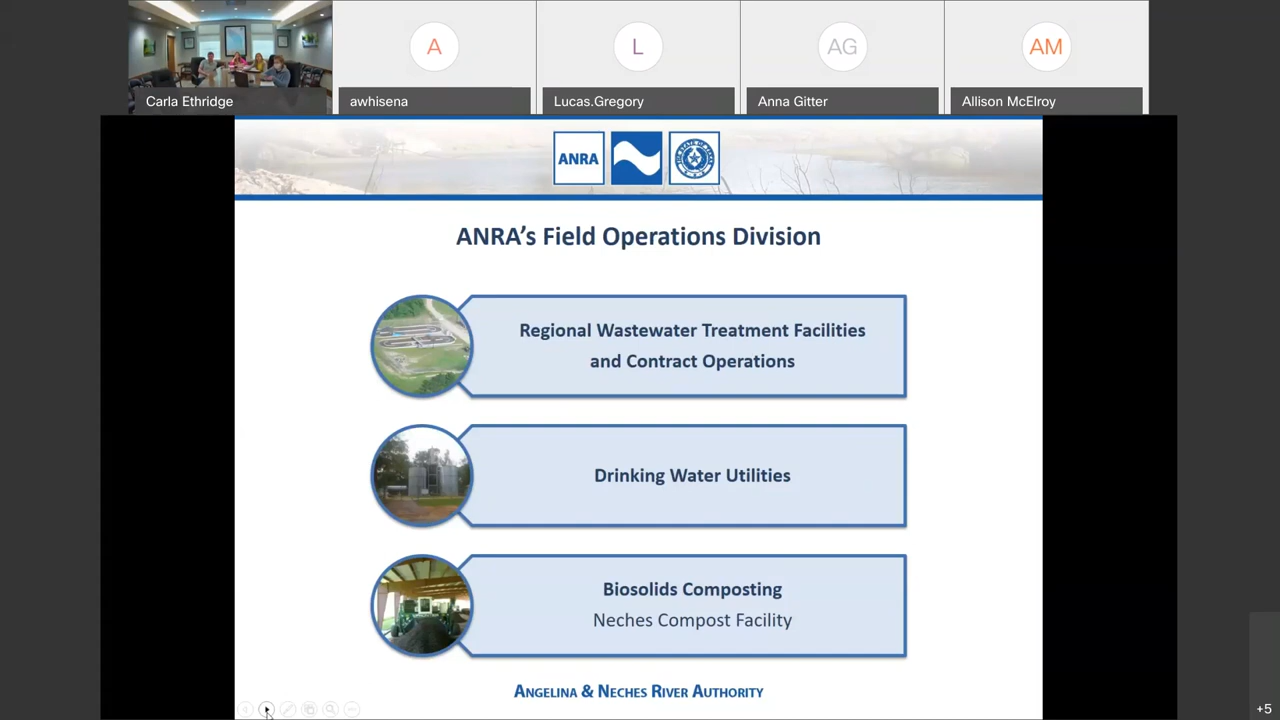 A
L
AG
AM
Carla Ethridge
awhisena
Lucas.Gregory
Anna Gitter
Allison McElroy
ANRA
ANRA's Field Operations Division
Regional Wastewater Treatment Facilities
and Contract Operations
Drinking Water Utilities
Biosolids Composting
Neches Compost Facility
ANGELINA & NECHES RIVER AUTHORITY
+5